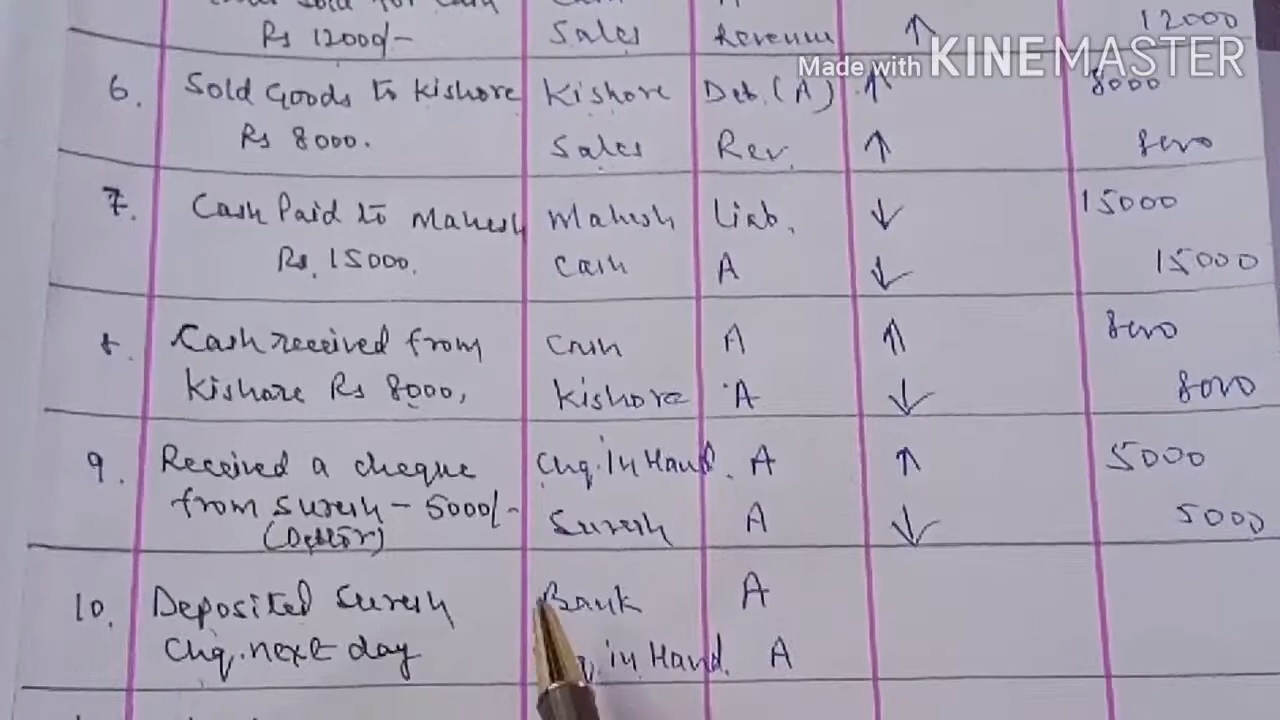 Rs 12000/- Sales Revenue ↑ 12000
Made with KINEMASTER
6. Sold Goods to Kishore Kishore Deb. (A) ↑ 8000
Rs 8000. Sales Rev. ↑ 8000
7. Cash Paid to Mahesh Mahesh Liab. ↓ 15000
Rs. 15000. Cash A ↓ 15000
8. Cash received from Cash A ↑ 8000
Kishore Rs 8000, Kishore A ↓ 8000
9. Received a cheque Chq. In Hand. A ↑ 5000
from Suresh - 5000/- Suresh A ↓ 5000
(Debtor)
10. Deposited Suresh Bank A
Chq. next day in Hand. A